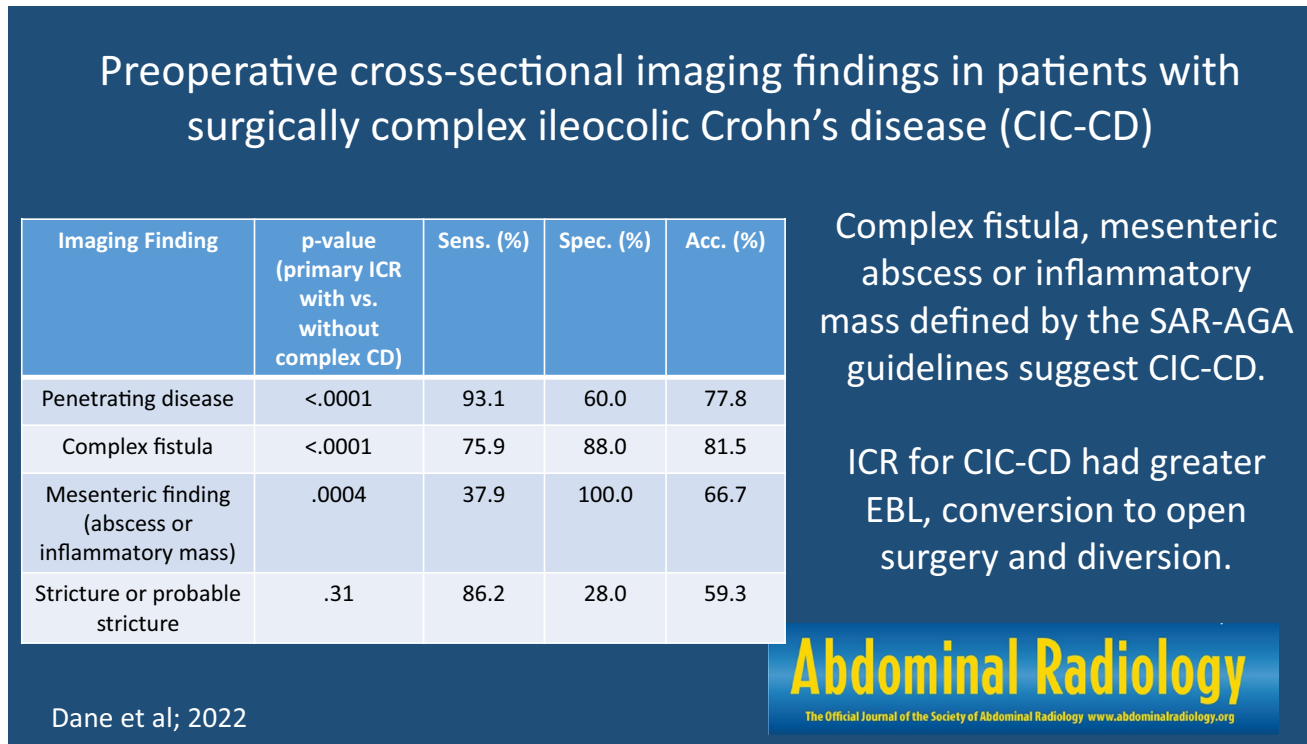 Preoperative cross-sectional imaging findings in patients with
surgically complex ileocolic Crohn’s disease (CIC-CD)
Imaging Finding
p-value
(primary ICR
with vs.
without
complex CD)
Sens. (%)
Spec. (%)
Acc. (%)
Penetrating disease
<.0001
93.1
60.0
77.8
Complex fistula
<.0001
75.9
88.0
81.5
Mesenteric finding
(abscess or
inflammatory mass)
.0004
37.9
100.0
66.7
Stricture or probable
stricture
.31
86.2
28.0
59.3
Complex fistula, mesenteric
abscess or inflammatory
mass defined by the SAR-AGA
guidelines suggest CIC-CD.
ICR for CIC-CD had greater
EBL, conversion to open
surgery and diversion.
Dane et al; 2022
Abdominal Radiology
The Official Journal of the Society of Abdominal Radiology www.abdominalradiology.org